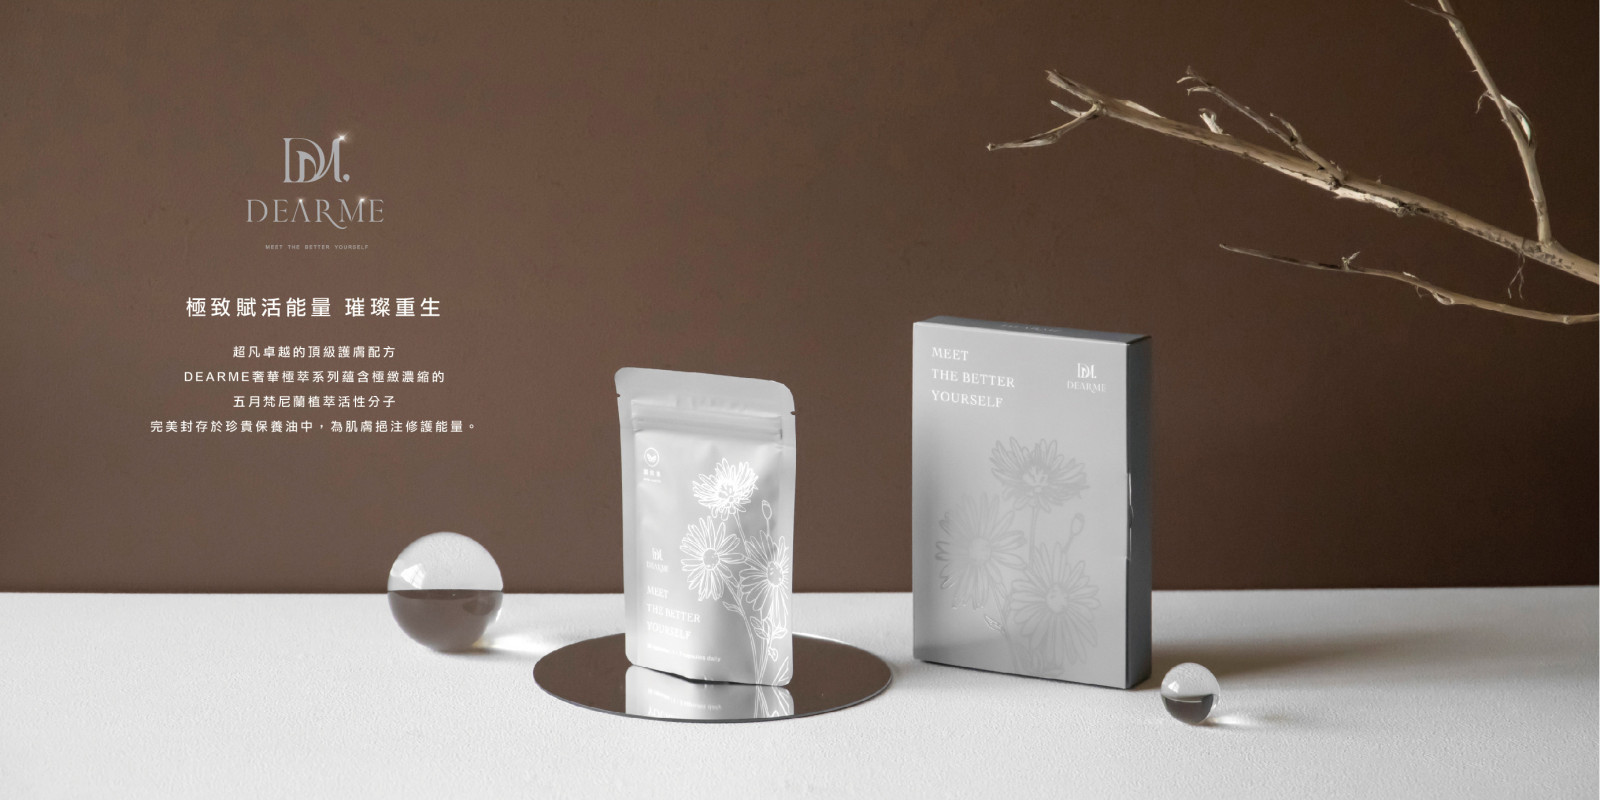 DM.
DEARME
MEET THE BETTER YOURSELF
極致賦活能量 璀璨重生
超凡卓越的頂級護膚配方
DEARME奢華極萃系列蘊含極緻濃縮的
五月梵尼蘭植萃活性分子
完美封存於珍貴保養油中，為肌膚挹注修護能量。
DM.
DEARME
MEET
THE BETTER
YOURSELF
MEET
THE BETTER
YOURSELF
DM.
DEARME